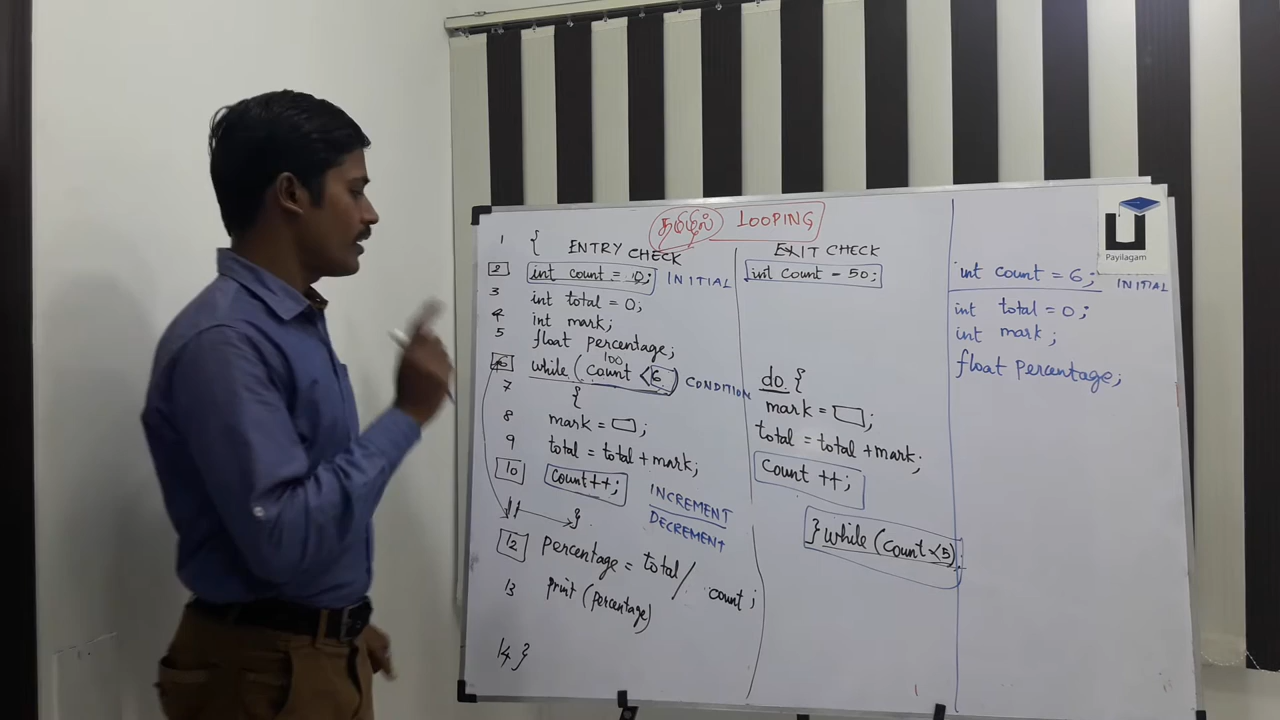 தமிழில் LOOPING
ENTRY CHECK
1 {
2 int count = 0; INITIAL
3 int total = 0;
4 int mark;
5 float percentage;
100
6 while (count < 6) CONDITION
7 {
8 mark = ;
9 total = total + mark;
10 count++; INCREMENT
DECREMENT
11 }
12 percentage = total / count;
13 print (percentage)
14 }
EXIT CHECK
int count = 50;
do {
mark = ;
total = total + mark;
Count ++;
} while (count < 5)
Payilagam
int count = 6;
INITIAL
int total = 0;
int mark ;
float percentage;